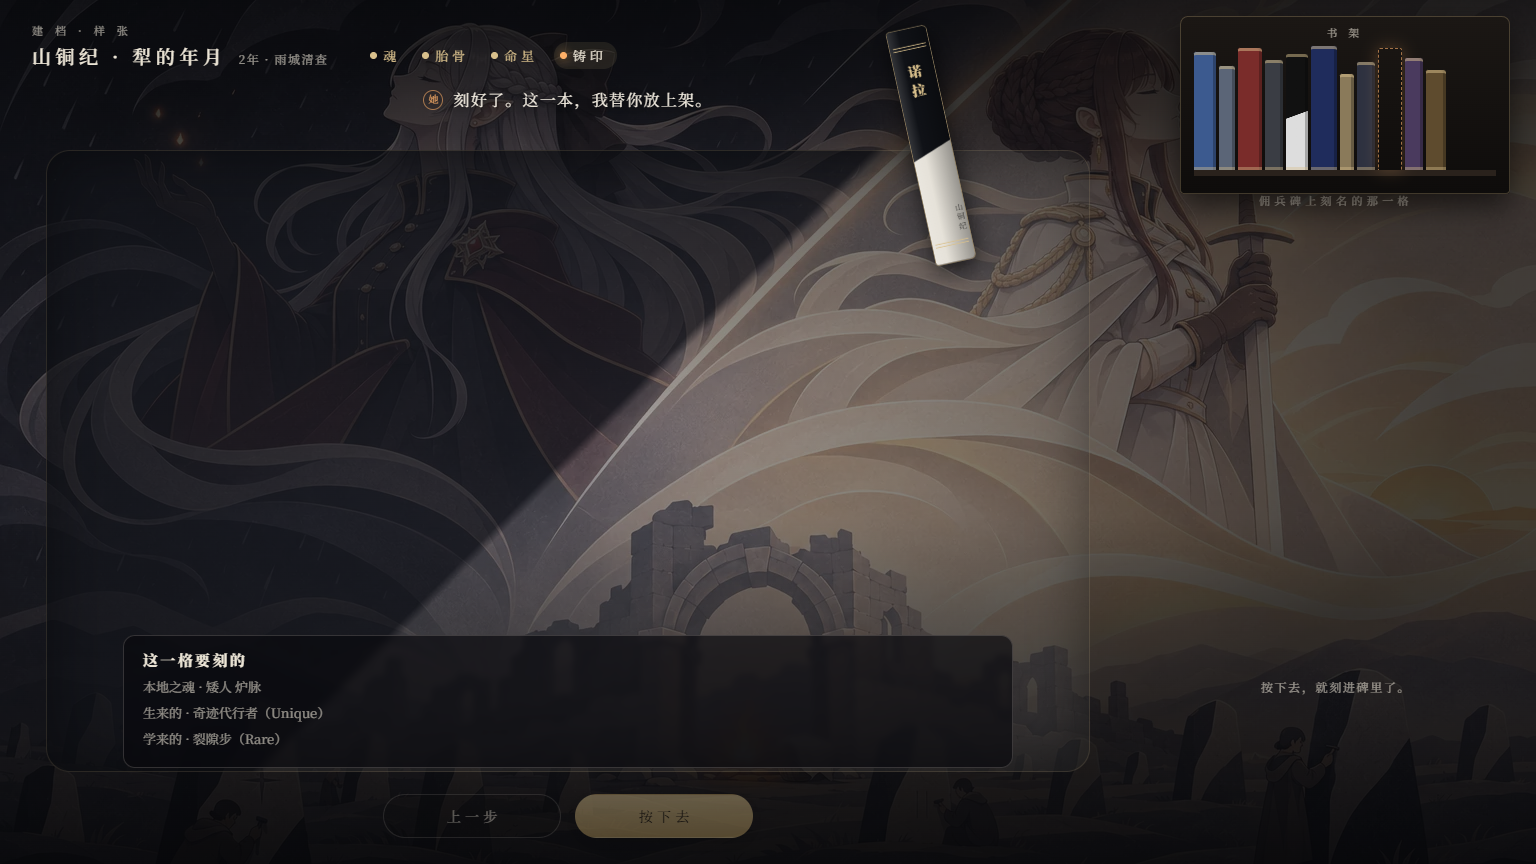 建档·样张
山铜纪·犁的年月 2年·雨城清查
魂 胎骨 命星 铸印
她 刻好了。这一本，我替你放上架。
诺拉
山铜纪
书架
佣兵碑上刻名的那一格
这一格要刻的
本地之魂·矮人 炉脉
生来的·奇迹代行者（Unique）
学来的·裂隙步（Rare）
按下去，就刻进碑里了。
上一步
按下去